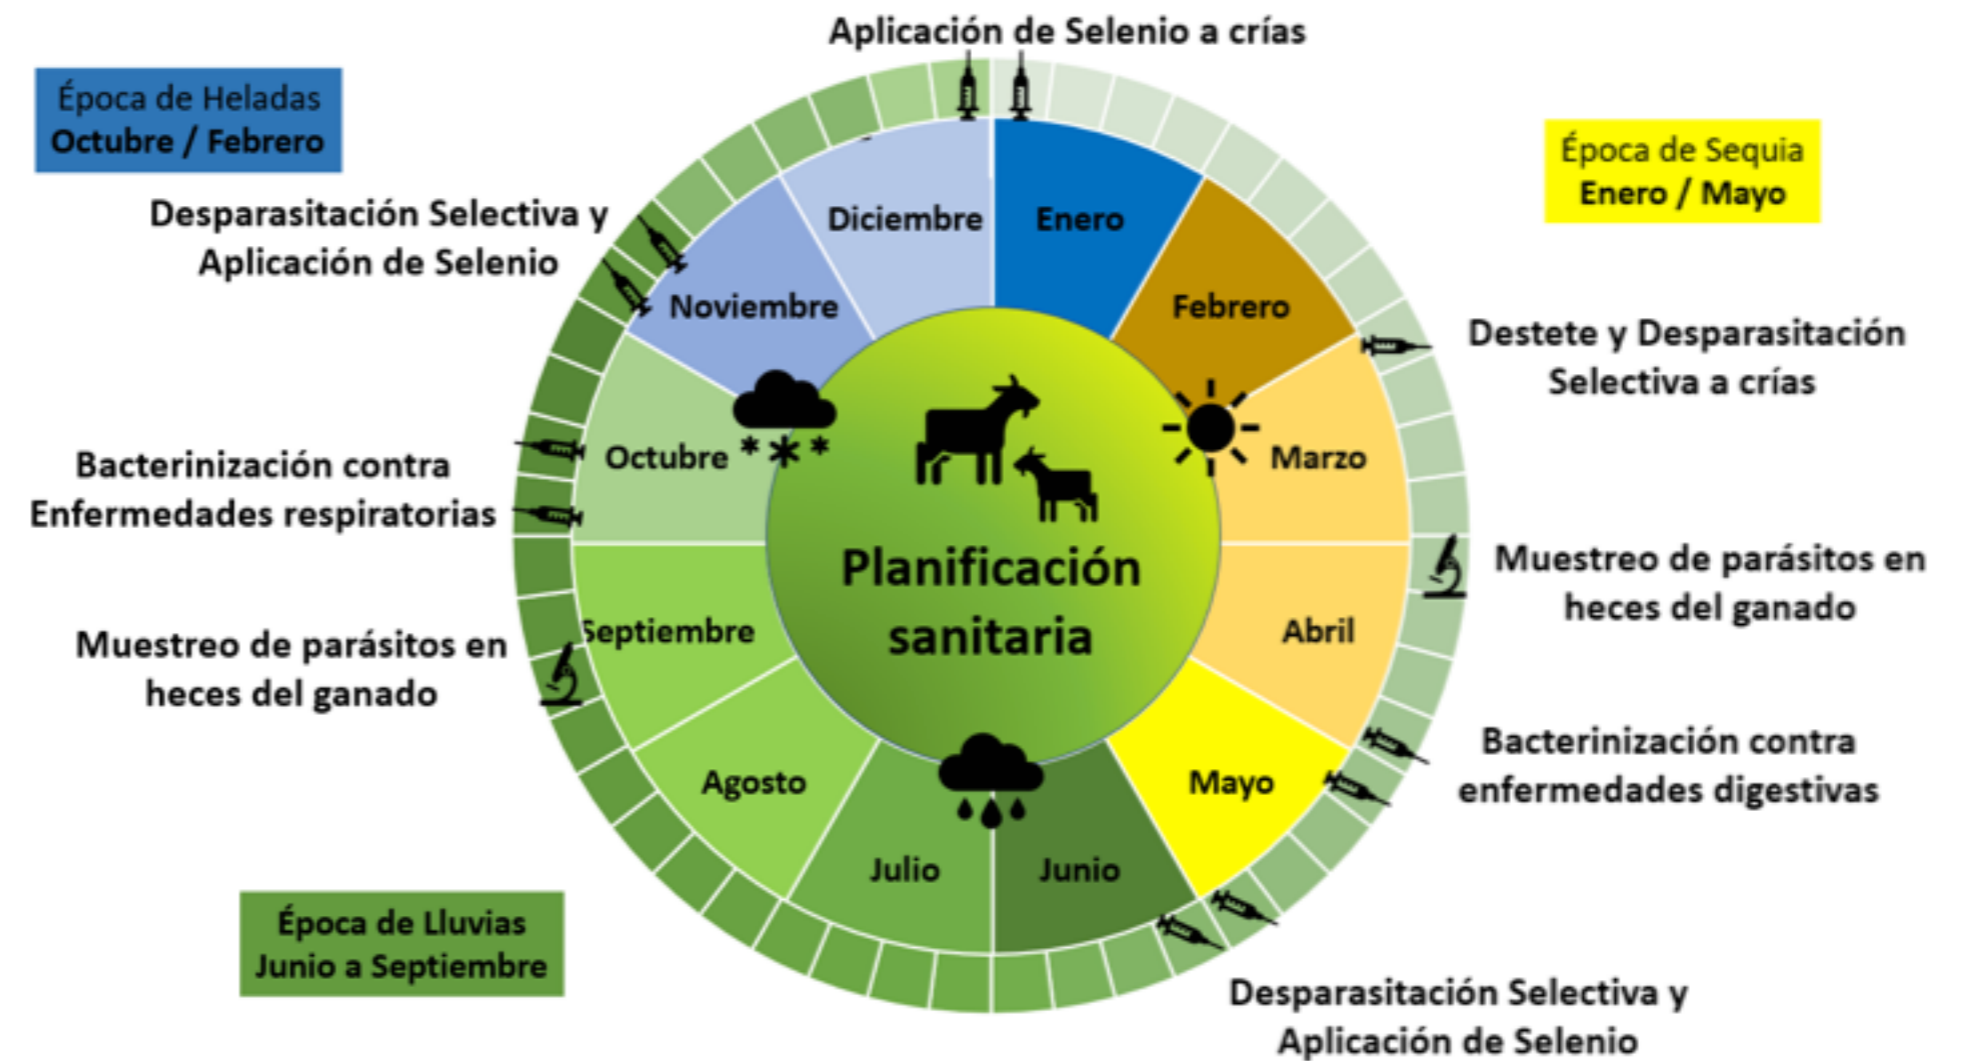 Aplicación de Selenio a crías
Época de Heladas
Octubre / Febrero
Época de Sequia
Enero / Mayo
Desparasitación Selectiva y
Aplicación de Selenio
Diciembre
Enero
Noviembre
Febrero
Destete y Desparasitación
Selectiva a crías
Bacterinización contra
Enfermedades respiratorias
Octubre
Marzo
Planificación
sanitaria
Muestreo de parásitos en
heces del ganado
Septiembre
Abril
Muestreo de parásitos en
heces del ganado
Bacterinización contra
enfermedades digestivas
Agosto
Mayo
Julio
Junio
Época de Lluvias
Junio a Septiembre
Desparasitación Selectiva y
Aplicación de Selenio